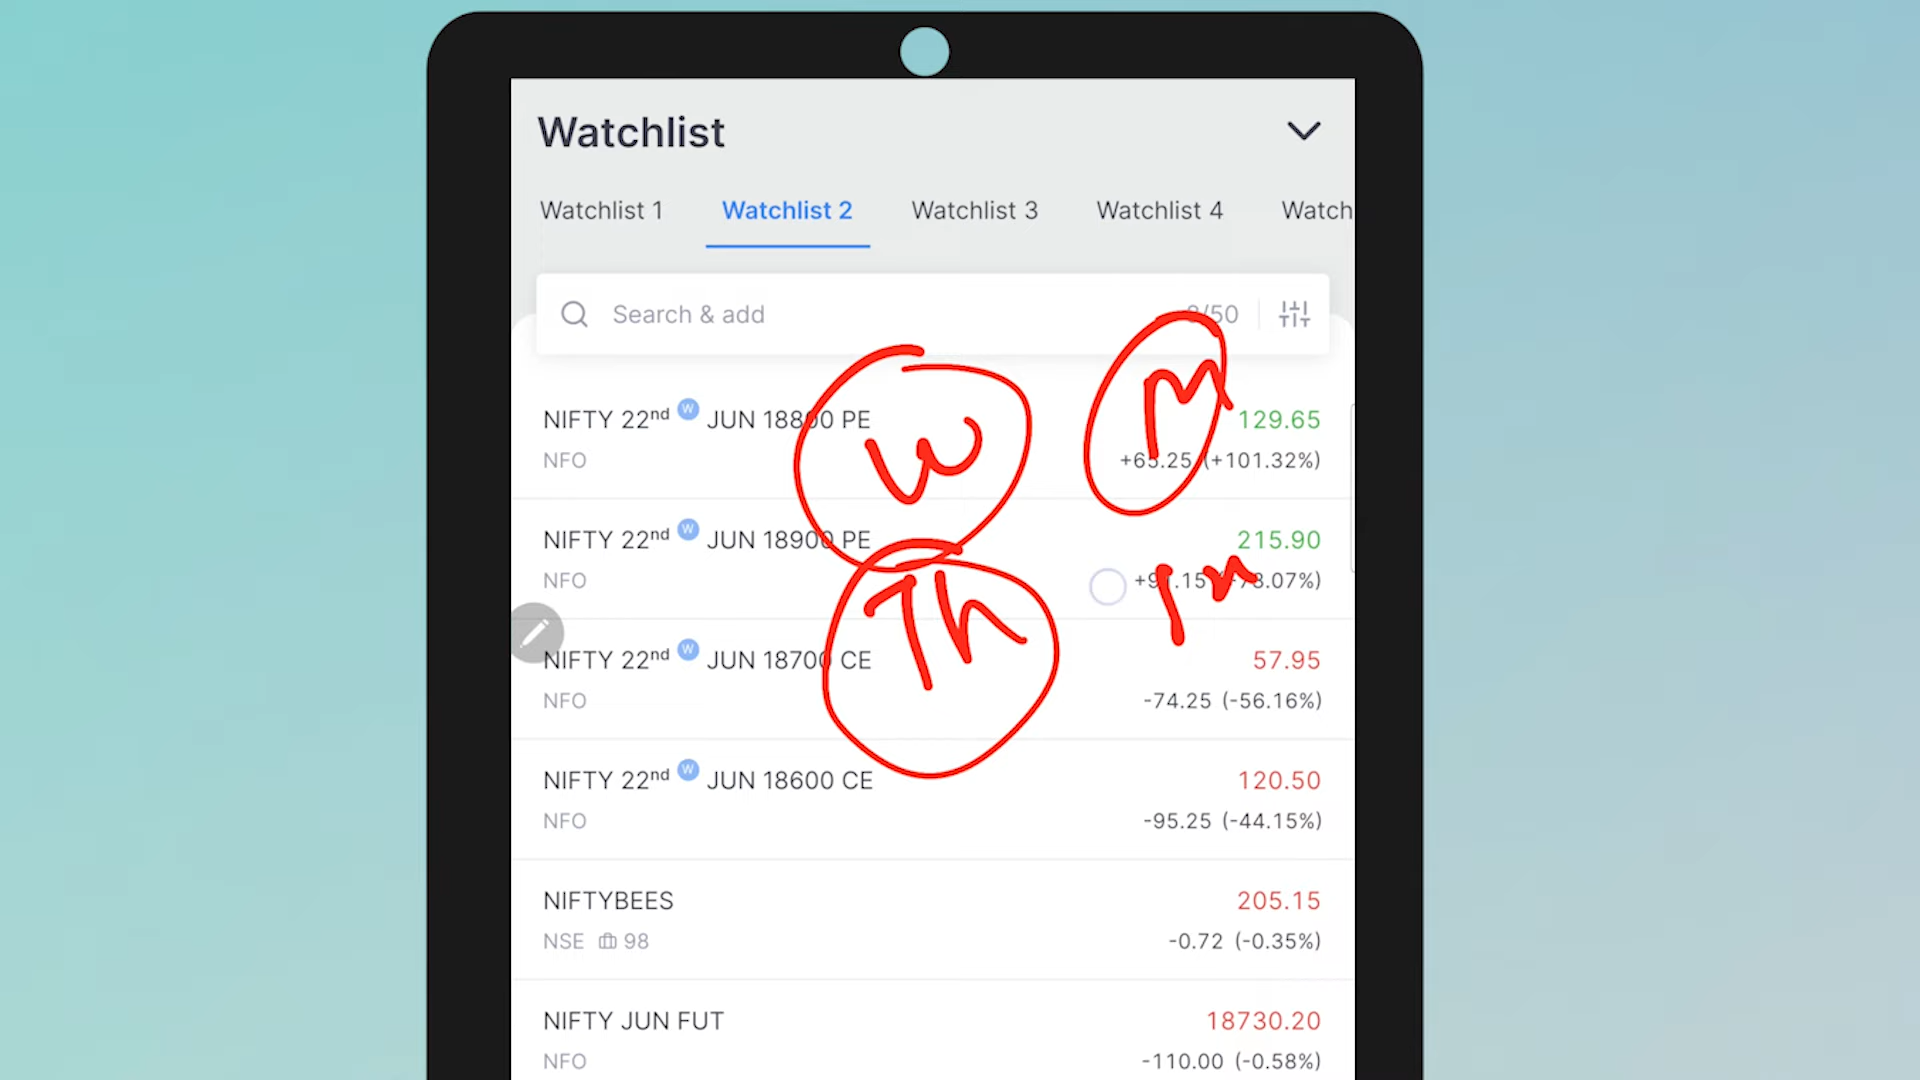 Watchlist
Watchlist 1 Watchlist 2 Watchlist 3 Watchlist 4 Watch
Search & add /50
W M
NIFTY 22nd W JUN 18800 PE 129.65
NFO +65.25 (+101.32%)
NIFTY 22nd W JUN 18900 PE 215.90
NFO
Th
NIFTY 22nd W JUN 18700 CE 57.95
NFO -74.25 (-56.16%)
NIFTY 22nd W JUN 18600 CE 120.50
NFO -95.25 (-44.15%)
NIFTYBEES 205.15
NSE 98 -0.72 (-0.35%)
NIFTY JUN FUT 18730.20
NFO -110.00 (-0.58%)